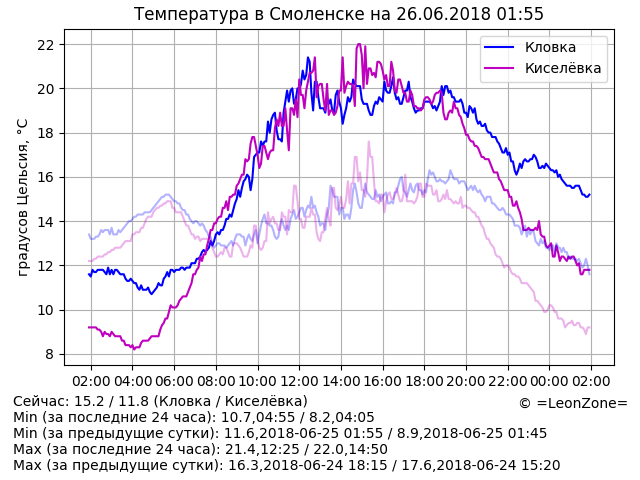 Температура в Смоленске на 26.06.2018 01:55
Кловка
Киселёвка
градусов Цельсия, °C
22
20
18
16
14
12
10
8
02:00 04:00 06:00 08:00 10:00 12:00 14:00 16:00 18:00 20:00 22:00 00:00 02:00
Сейчас: 15.2 / 11.8 (Кловка / Киселёвка)
© =LeonZone=
Min (за последние 24 часа): 10.7,04:55 / 8.2,04:05
Min (за предыдущие сутки): 11.6,2018-06-25 01:55 / 8.9,2018-06-25 01:45
Max (за последние 24 часа): 21.4,12:25 / 22.0,14:50
Max (за предыдущие сутки): 16.3,2018-06-24 18:15 / 17.6,2018-06-24 15:20